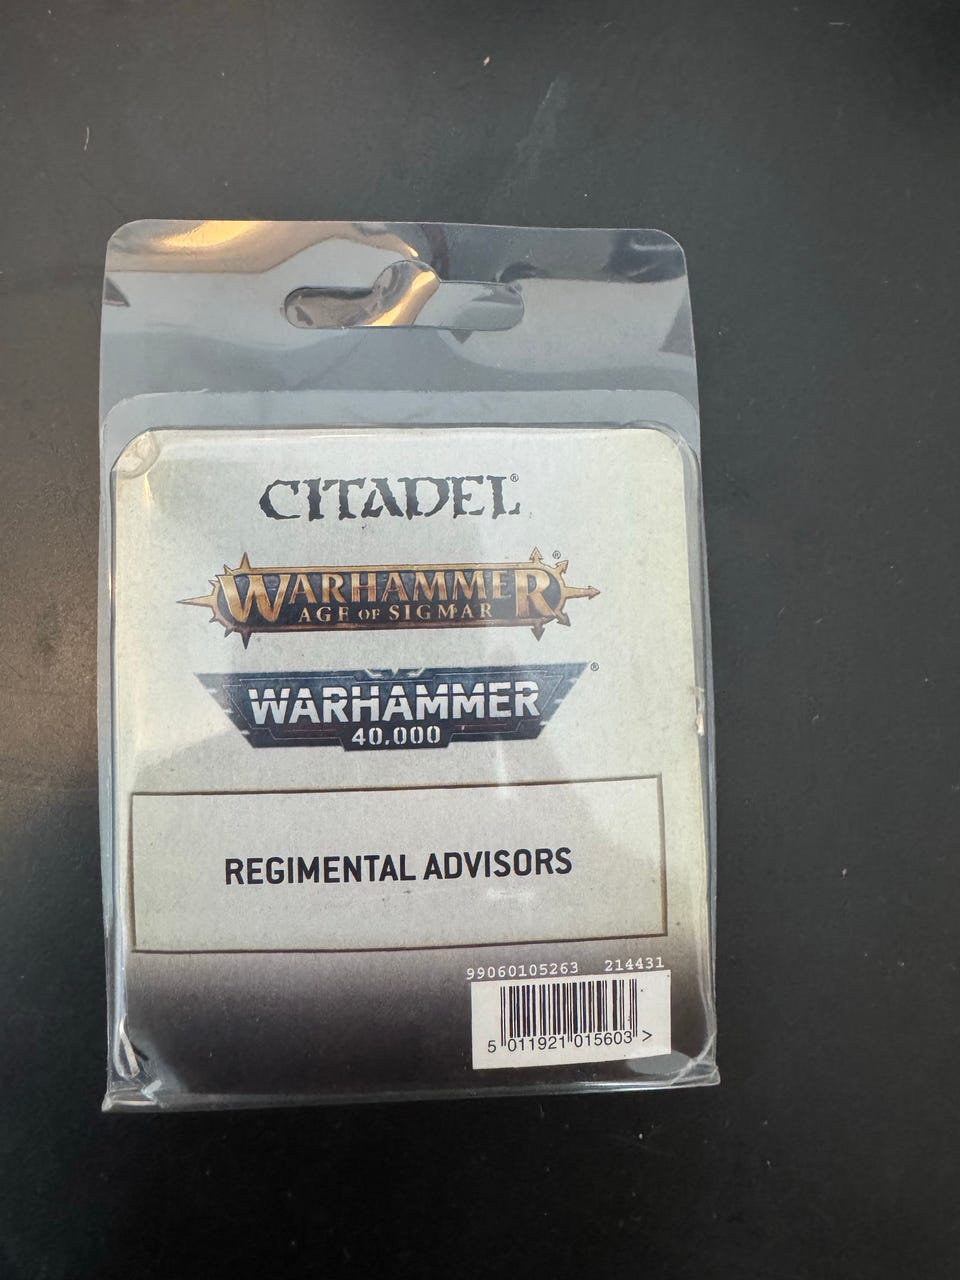 CITADEL®
WARHAMMER®
AGE OF SIGMAR
WARHAMMER®
40,000
REGIMENTAL ADVISORS
99060105263 214431
5 011921 015603 >